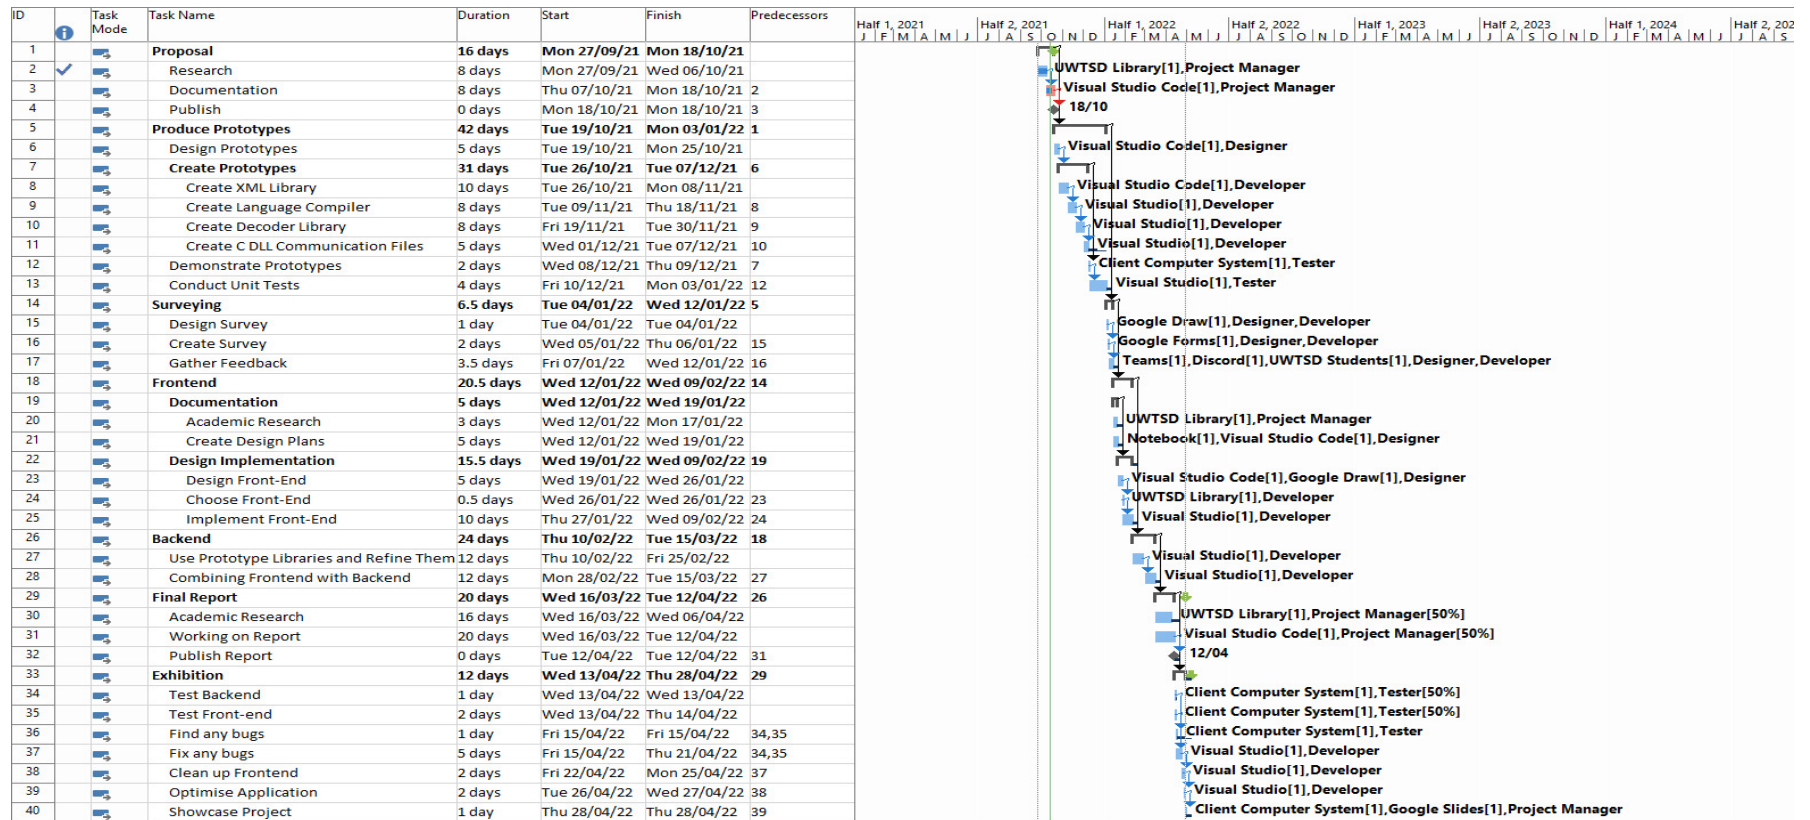 ID Task Mode Task Name Duration Start Finish Predecessors
Half 1, 2021 Half 2, 2021 Half 1, 2022 Half 2, 2022 Half 1, 2023 Half 2, 2023 Half 1, 2024 Half 2, 202
J F M A M J J A S O N D J F M A M J J A S O N D J F M A M J J A S O N D J F M A M J J A S
1 Proposal 16 days Mon 27/09/21 Mon 18/10/21
2 Research 8 days Mon 27/09/21 Wed 06/10/21 UWTSD Library[1],Project Manager
3 Documentation 8 days Thu 07/10/21 Mon 18/10/21 2 Visual Studio Code[1],Project Manager
4 Publish 0 days Mon 18/10/21 Mon 18/10/21 3 18/10
5 Produce Prototypes 42 days Tue 19/10/21 Mon 03/01/22 1
6 Design Prototypes 5 days Tue 19/10/21 Mon 25/10/21 Visual Studio Code[1],Designer
7 Create Prototypes 31 days Tue 26/10/21 Tue 07/12/21 6
8 Create XML Library 10 days Tue 26/10/21 Mon 08/11/21 Visual Studio Code[1],Developer
9 Create Language Compiler 8 days Tue 09/11/21 Thu 18/11/21 8 Visual Studio[1],Developer
10 Create Decoder Library 8 days Fri 19/11/21 Tue 30/11/21 9 Visual Studio[1],Developer
11 Create C DLL Communication Files 5 days Wed 01/12/21 Tue 07/12/21 10 Visual Studio[1],Developer
12 Demonstrate Prototypes 2 days Wed 08/12/21 Thu 09/12/21 7 Client Computer System[1],Tester
13 Conduct Unit Tests 4 days Fri 10/12/21 Mon 03/01/22 12 Visual Studio[1],Tester
14 Surveying 6.5 days Tue 04/01/22 Wed 12/01/22 5
15 Design Survey 1 day Tue 04/01/22 Tue 04/01/22 Google Draw[1],Designer,Developer
16 Create Survey 2 days Wed 05/01/22 Thu 06/01/22 15 Google Forms[1],Designer,Developer
17 Gather Feedback 3.5 days Fri 07/01/22 Wed 12/01/22 16 Teams[1],Discord[1],UWTSD Students[1],Designer,Developer
18 Frontend 20.5 days Wed 12/01/22 Wed 09/02/22 14
19 Documentation 5 days Wed 12/01/22 Wed 19/01/22
20 Academic Research 3 days Wed 12/01/22 Mon 17/01/22 UWTSD Library[1],Project Manager
21 Create Design Plans 5 days Wed 12/01/22 Wed 19/01/22 Notebook[1],Visual Studio Code[1],Designer
22 Design Implementation 15.5 days Wed 19/01/22 Wed 09/02/22 19
23 Design Front-End 5 days Wed 19/01/22 Wed 26/01/22 Visual Studio Code[1],Google Draw[1],Designer
24 Choose Front-End 0.5 days Wed 26/01/22 Wed 26/01/22 23 UWTSD Library[1],Developer
25 Implement Front-End 10 days Thu 27/01/22 Wed 09/02/22 24 Visual Studio[1],Developer
26 Backend 24 days Thu 10/02/22 Tue 15/03/22 18
27 Use Prototype Libraries and Refine Them 12 days Thu 10/02/22 Fri 25/02/22 Visual Studio[1],Developer
28 Combining Frontend with Backend 12 days Mon 28/02/22 Tue 15/03/22 27 Visual Studio[1],Developer
29 Final Report 20 days Wed 16/03/22 Tue 12/04/22 26
30 Academic Research 16 days Wed 16/03/22 Wed 06/04/22 UWTSD Library[1],Project Manager[50%]
31 Working on Report 20 days Wed 16/03/22 Tue 12/04/22 Visual Studio Code[1],Project Manager[50%]
32 Publish Report 0 days Tue 12/04/22 Tue 12/04/22 31 12/04
33 Exhibition 12 days Wed 13/04/22 Thu 28/04/22 29
34 Test Backend 1 day Wed 13/04/22 Wed 13/04/22 Client Computer System[1],Tester[50%]
35 Test Front-end 2 days Wed 13/04/22 Thu 14/04/22 Client Computer System[1],Tester[50%]
36 Find any bugs 1 day Fri 15/04/22 Fri 15/04/22 34,35 Client Computer System[1],Tester
37 Fix any bugs 5 days Fri 15/04/22 Thu 21/04/22 34,35 Visual Studio[1],Developer
38 Clean up Frontend 2 days Fri 22/04/22 Mon 25/04/22 37 Visual Studio[1],Developer
39 Optimise Application 2 days Tue 26/04/22 Wed 27/04/22 38 Visual Studio[1],Developer
40 Showcase Project 1 day Thu 28/04/22 Thu 28/04/22 39 Client Computer System[1],Google Slides[1],Project Manager